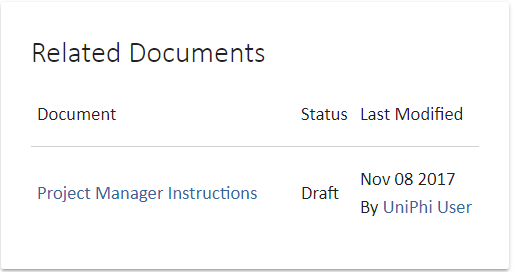 Related Documents
Document Status Last Modified
Project Manager Instructions Draft Nov 08 2017
By UniPhi User